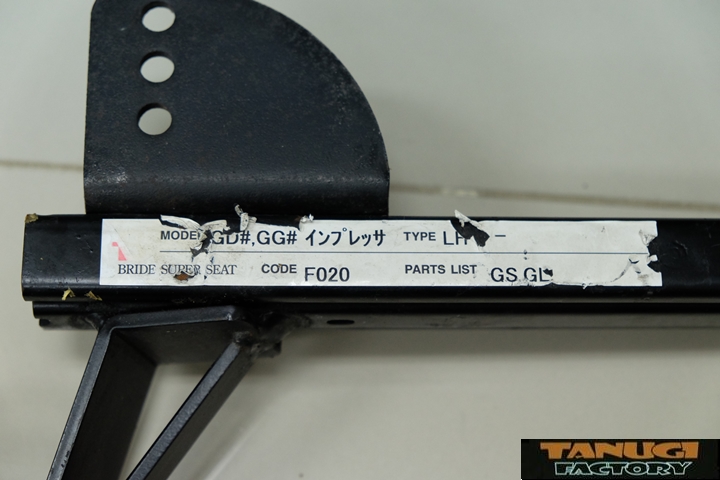 MODEL GD#,GG# インプレッサ TYPE
BRIDE SUPER SEAT CODE F020 PARTS LIST GS GL
TANUGI
FACTORY